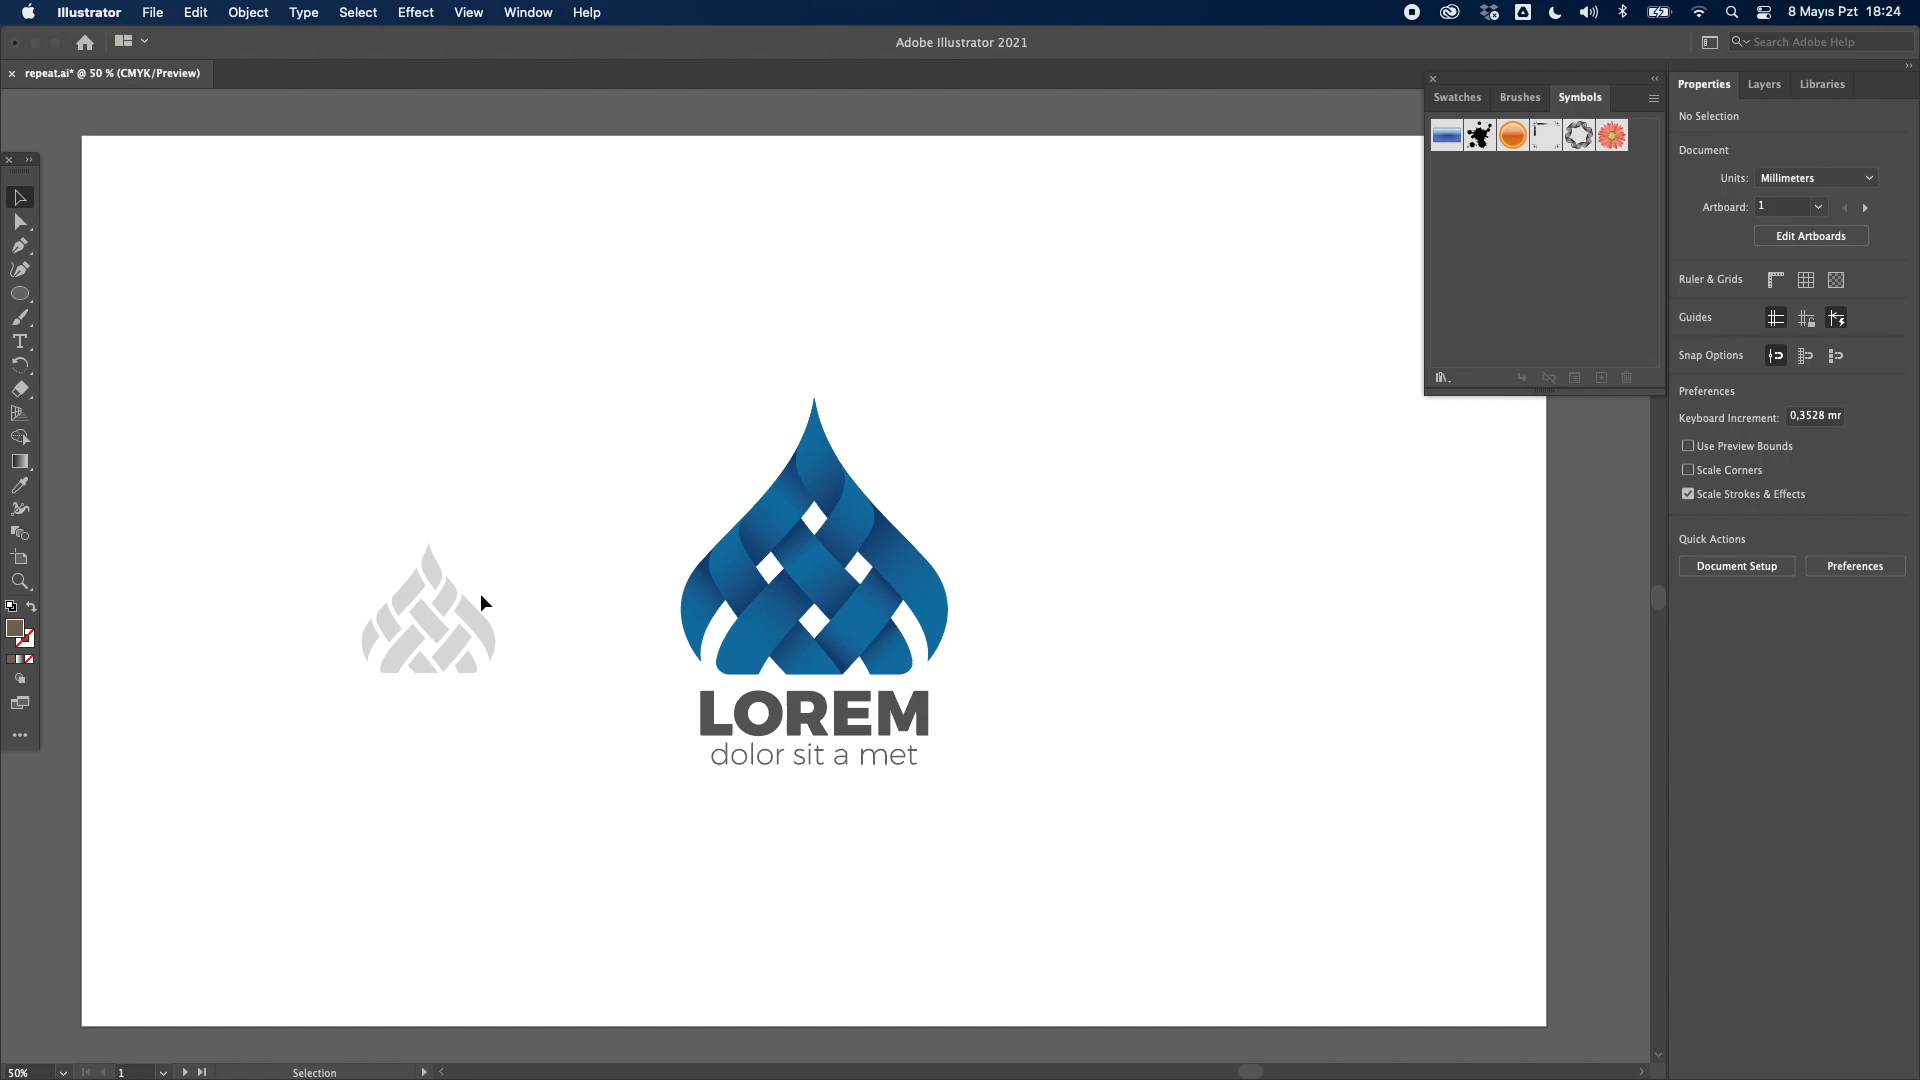 Illustrator File Edit Object Type Select Effect View Window Help
8 Mayıs Pzt 18:24
Adobe Illustrator 2021
Search Adobe Help
repeat.ai* @ 50 % (CMYK/Preview)
Swatches Brushes Symbols
Properties Layers Libraries
No Selection
Document
Units: Millimeters
Artboard: 1
Edit Artboards
Ruler & Grids
Guides
Snap Options
Preferences
Keyboard Increment: 0,3528 mr
Use Preview Bounds
Scale Corners
Scale Strokes & Effects
Quick Actions
Document Setup Preferences
LOREM
dolor sit a met
50% 1 Selection